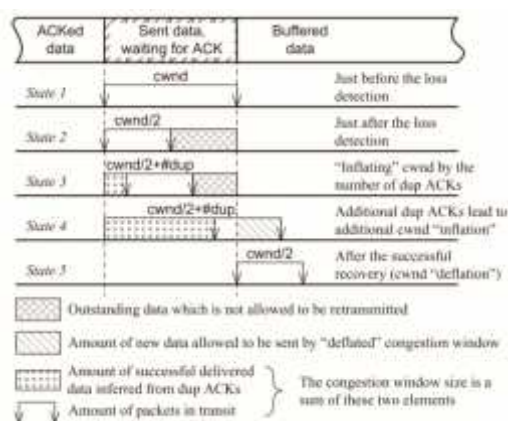 ACKed data
Sent data, waiting for ACK
Buffered data
cwnd
State 1
Just before the loss detection
cwnd/2
State 2
Just after the loss detection
cwnd/2+#dup
State 3
"Inflating" cwnd by the number of dup ACKs
cwnd/2+#dup
State 4
Additional dup ACKs lead to additional cwnd "inflation"
cwnd/2
State 5
After the successful recovery (cwnd "deflation")
Outstanding data which is not allowed to be retransmitted
Amount of new data allowed to be sent by "deflated" congestion window
Amount of successful delivered data inferred from dup ACKs
Amount of packets in transit
The congestion window size is a sum of these two elements